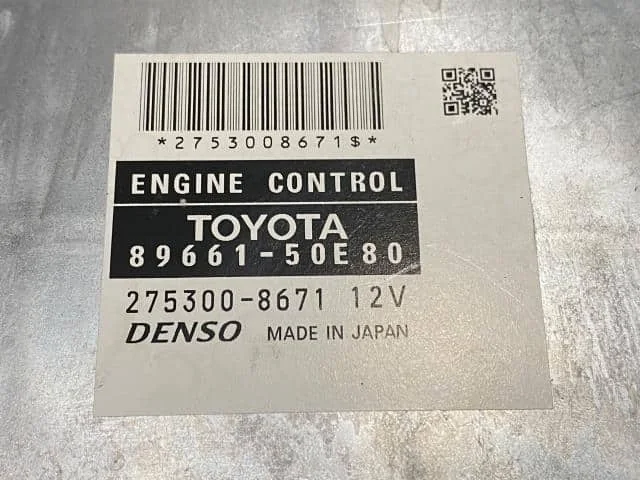 *2753008671$*
ENGINE CONTROL
TOYOTA
89661-50E80
275300-8671 12V
DENSO MADE IN JAPAN